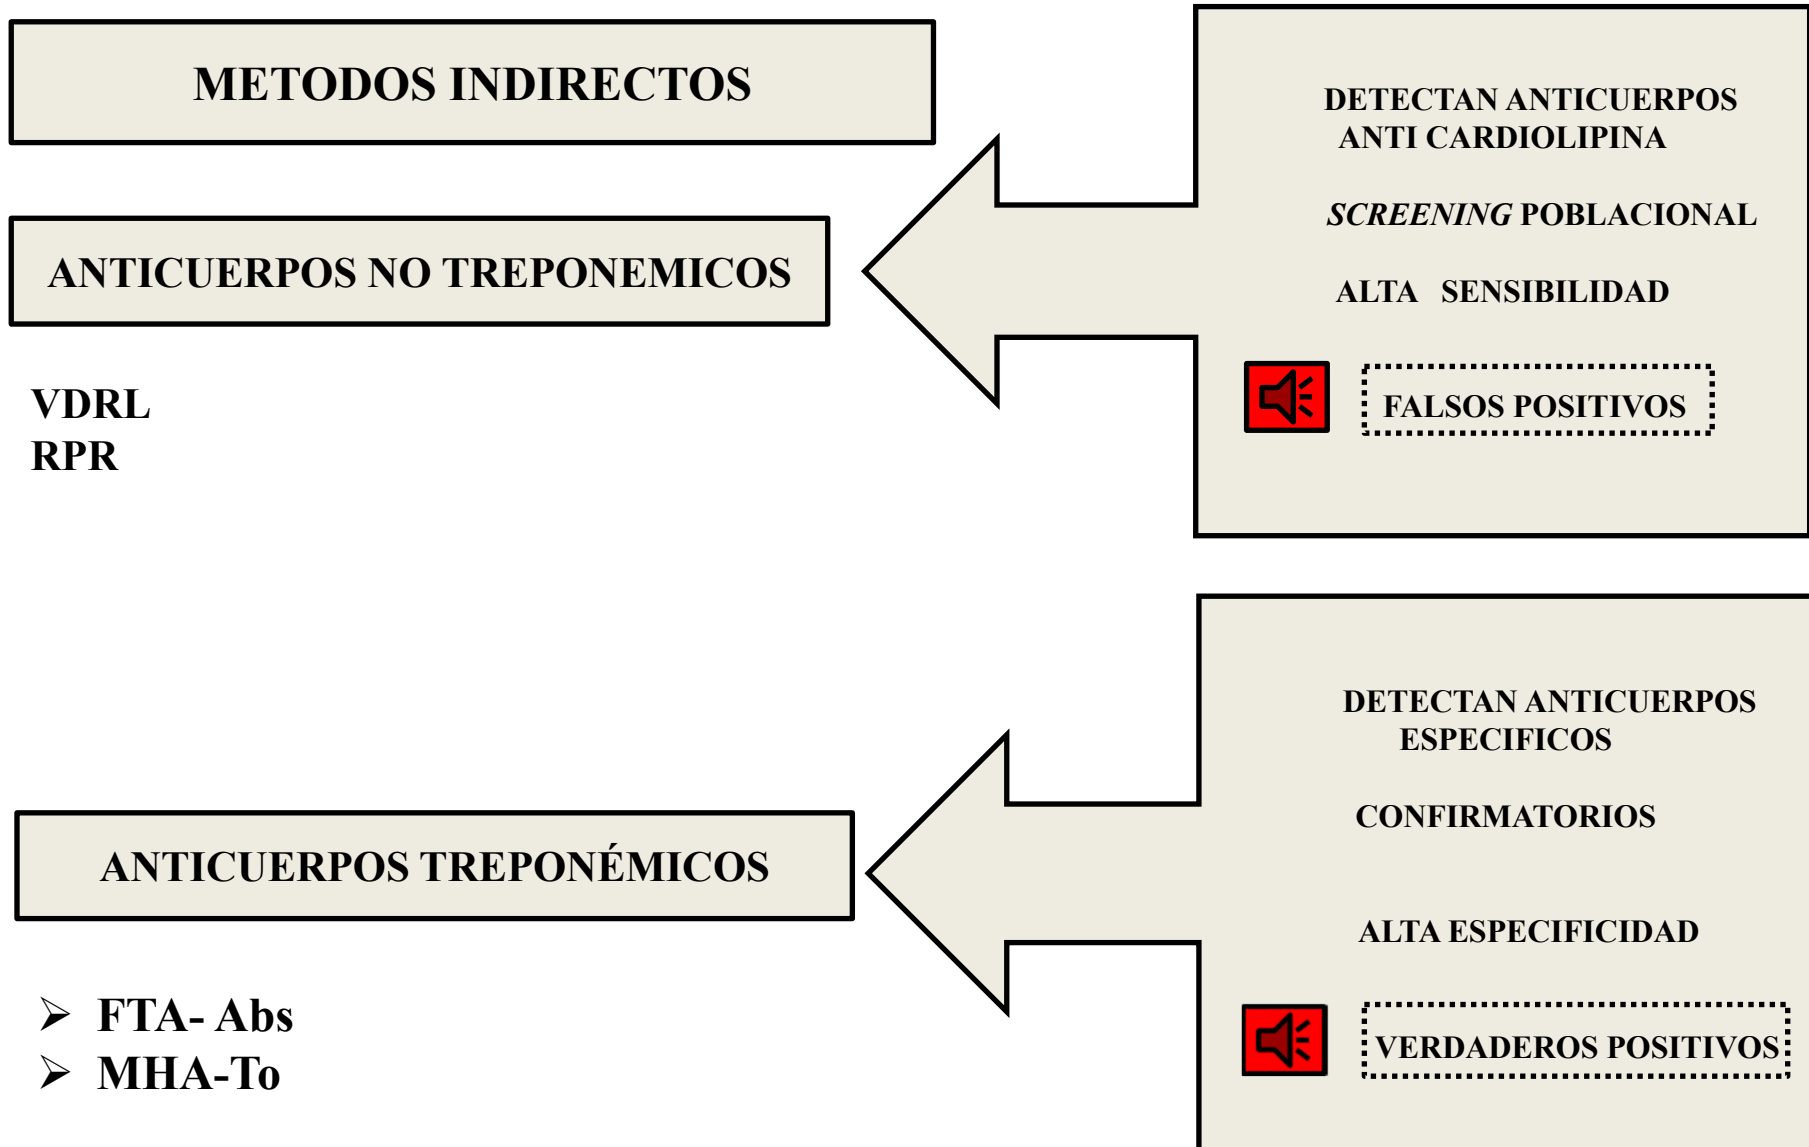 METODOS INDIRECTOS
ANTICUERPOS NO TREPONEMICOS
VDRL
RPR
DETECTAN ANTICUERPOS
ANTI CARDIOLIPINA
SCREENING POBLACIONAL
ALTA SENSIBILIDAD
FALSOS POSITIVOS
ANTICUERPOS TREPONÉMICOS
➢ FTA- Abs
➢ MHA-To
DETECTAN ANTICUERPOS
ESPECIFICOS
CONFIRMATORIOS
ALTA ESPECIFICIDAD
VERDADEROS POSITIVOS